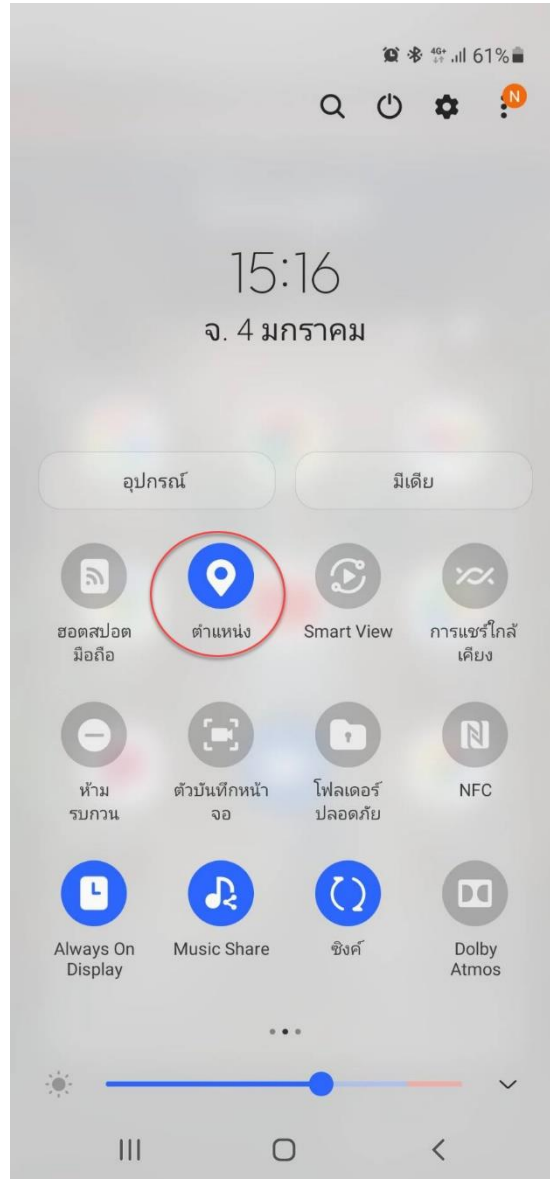 4G+ 61%
N
15:16
จ. 4 มกราคม
อุปกรณ์ มีเดีย
ฮอตสปอต ตำแหน่ง Smart View การแชร์ใกล้
มือถือ เคียง
ห้าม ตัวบันทึกหน้า โฟลเดอร์ NFC
รบกวน จอ ปลอดภัย
Always On Music Share ซิงค์ Dolby
Display Atmos